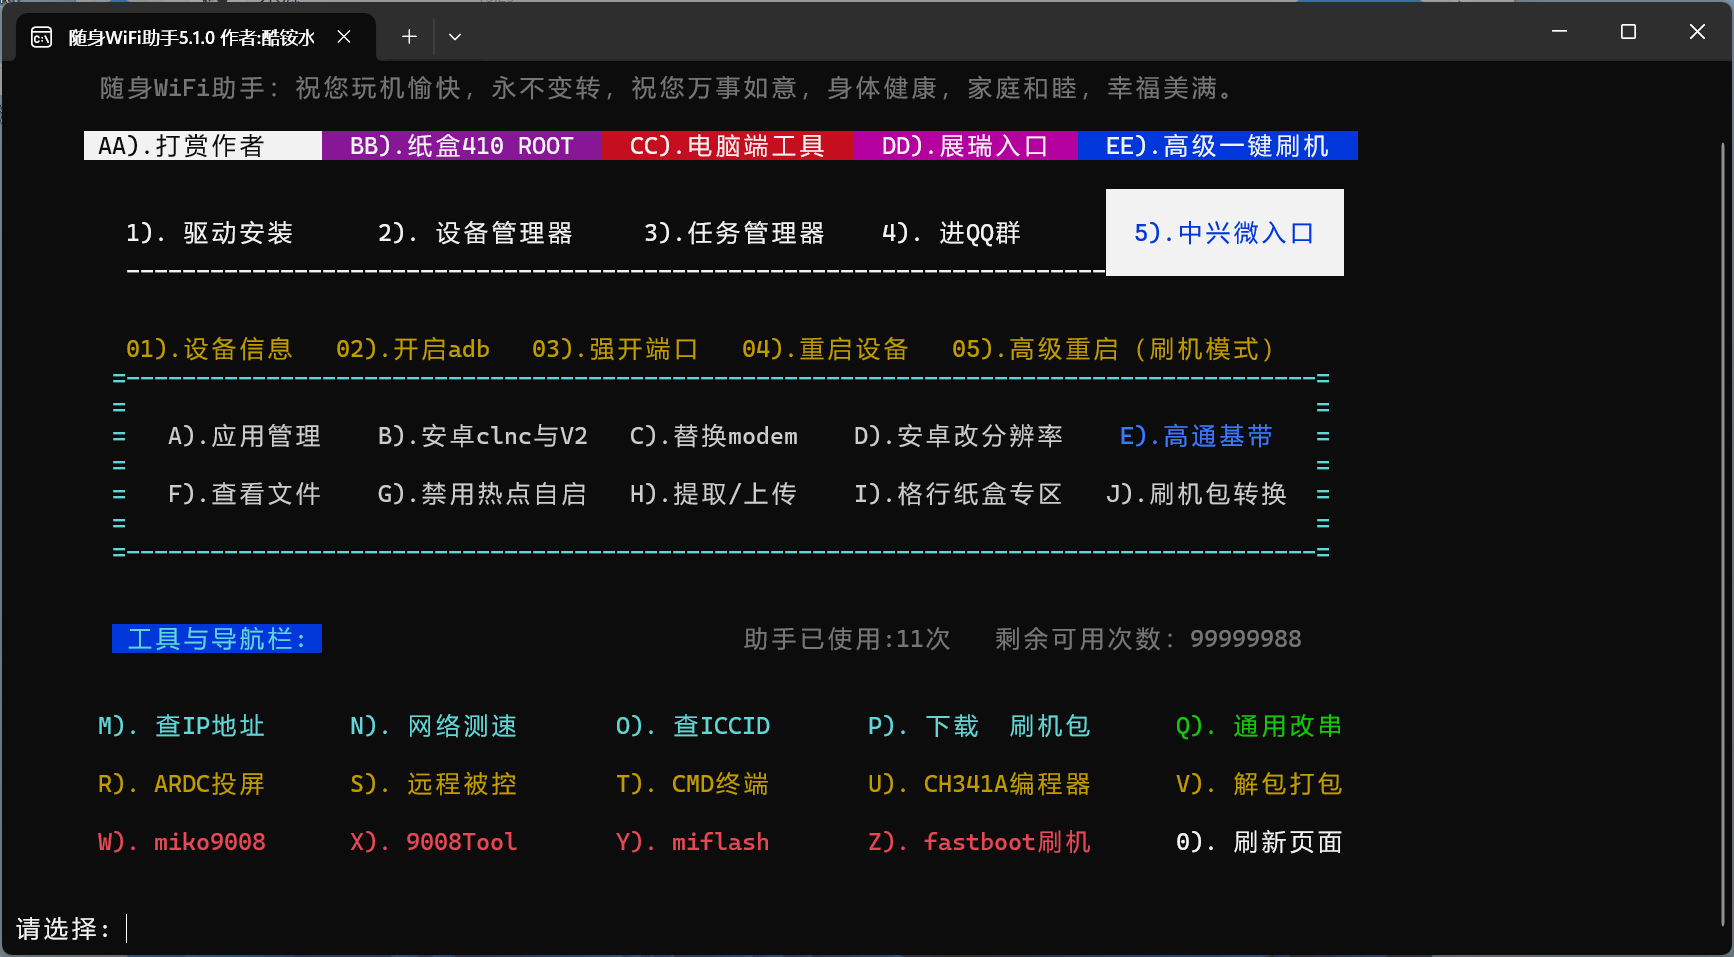 随身WiFi助手5.1.0 作者:酷铵水
随身WiFi助手: 祝您玩机愉快, 永不变转, 祝您万事如意, 身体健康, 家庭和睦, 幸福美满。
AA).打赏作者 BB).纸盒410 ROOT CC).电脑端工具 DD).展瑞入口 EE).高级一键刷机
1). 驱动安装 2). 设备管理器 3).任务管理器 4). 进QQ群 5).中兴微入口
----------------------------------------------------------------------
01).设备信息 02).开启adb 03).强开端口 04).重启设备 05).高级重启（刷机模式）
=-------------------------------------------------------------------------------------=
= =
= A).应用管理 B).安卓clnc与V2 C).替换modem D).安卓改分辨率 E).高通基带 =
= =
= F).查看文件 G).禁用热点自启 H).提取/上传 I).格行纸盒专区 J).刷机包转换 =
= =
=-------------------------------------------------------------------------------------=
工具与导航栏: 助手已使用:11次 剩余可用次数: 99999988
M). 查IP地址 N). 网络测速 O). 查ICCID P). 下载 刷机包 Q). 通用改串
R). ARDC投屏 S). 远程被控 T). CMD终端 U). CH341A编程器 V). 解包打包
W). miko9008 X). 9008Tool Y). miflash Z). fastboot刷机 0). 刷新页面
请选择: